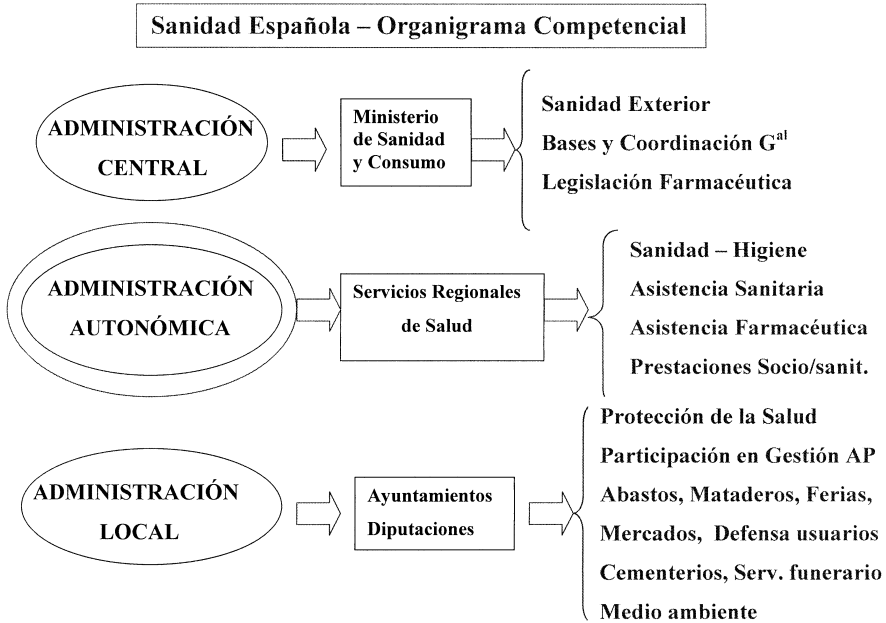 Sanidad Española – Organigrama Competencial
ADMINISTRACIÓN
CENTRAL
Ministerio
de Sanidad
y Consumo
Sanidad Exterior
Bases y Coordinación Gal
Legislación Farmacéutica
ADMINISTRACIÓN
AUTONÓMICA
Servicios Regionales
de Salud
Sanidad – Higiene
Asistencia Sanitaria
Asistencia Farmacéutica
Prestaciones Socio/sanit.
ADMINISTRACIÓN
LOCAL
Ayuntamientos
Diputaciones
Protección de la Salud
Participación en Gestión AP
Abastos, Mataderos, Ferias,
Mercados, Defensa usuarios
Cementerios, Serv. funerario
Medio ambiente